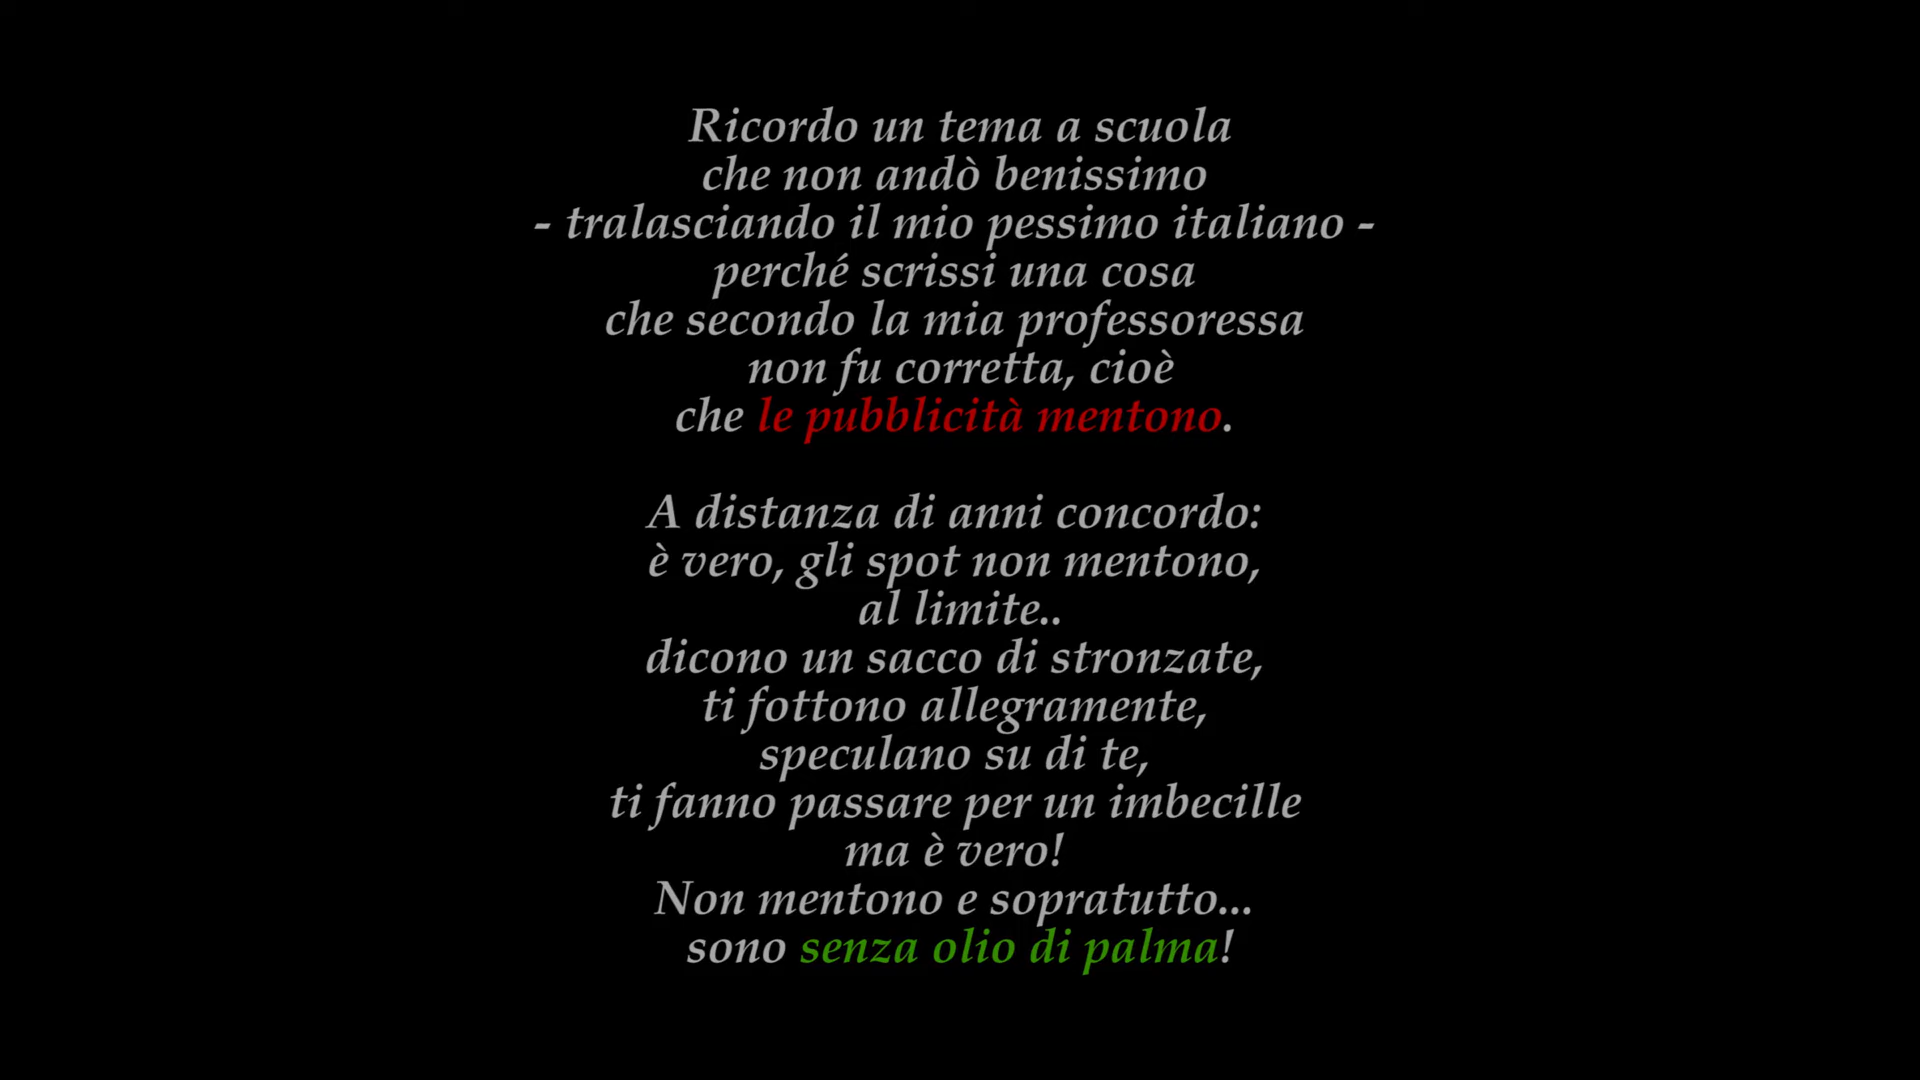 Ricordo un tema a scuola
che non andò benissimo
- tralasciando il mio pessimo italiano -
perché scrissi una cosa
che secondo la mia professoressa
non fu corretta, cioè
che le pubblicità mentono.
A distanza di anni concordo:
è vero, gli spot non mentono,
al limite..
dicono un sacco di stronzate,
ti fottono allegramente,
speculano su di te,
ti fanno passare per un imbecille
ma è vero!
Non mentono e sopratutto...
sono senza olio di palma!